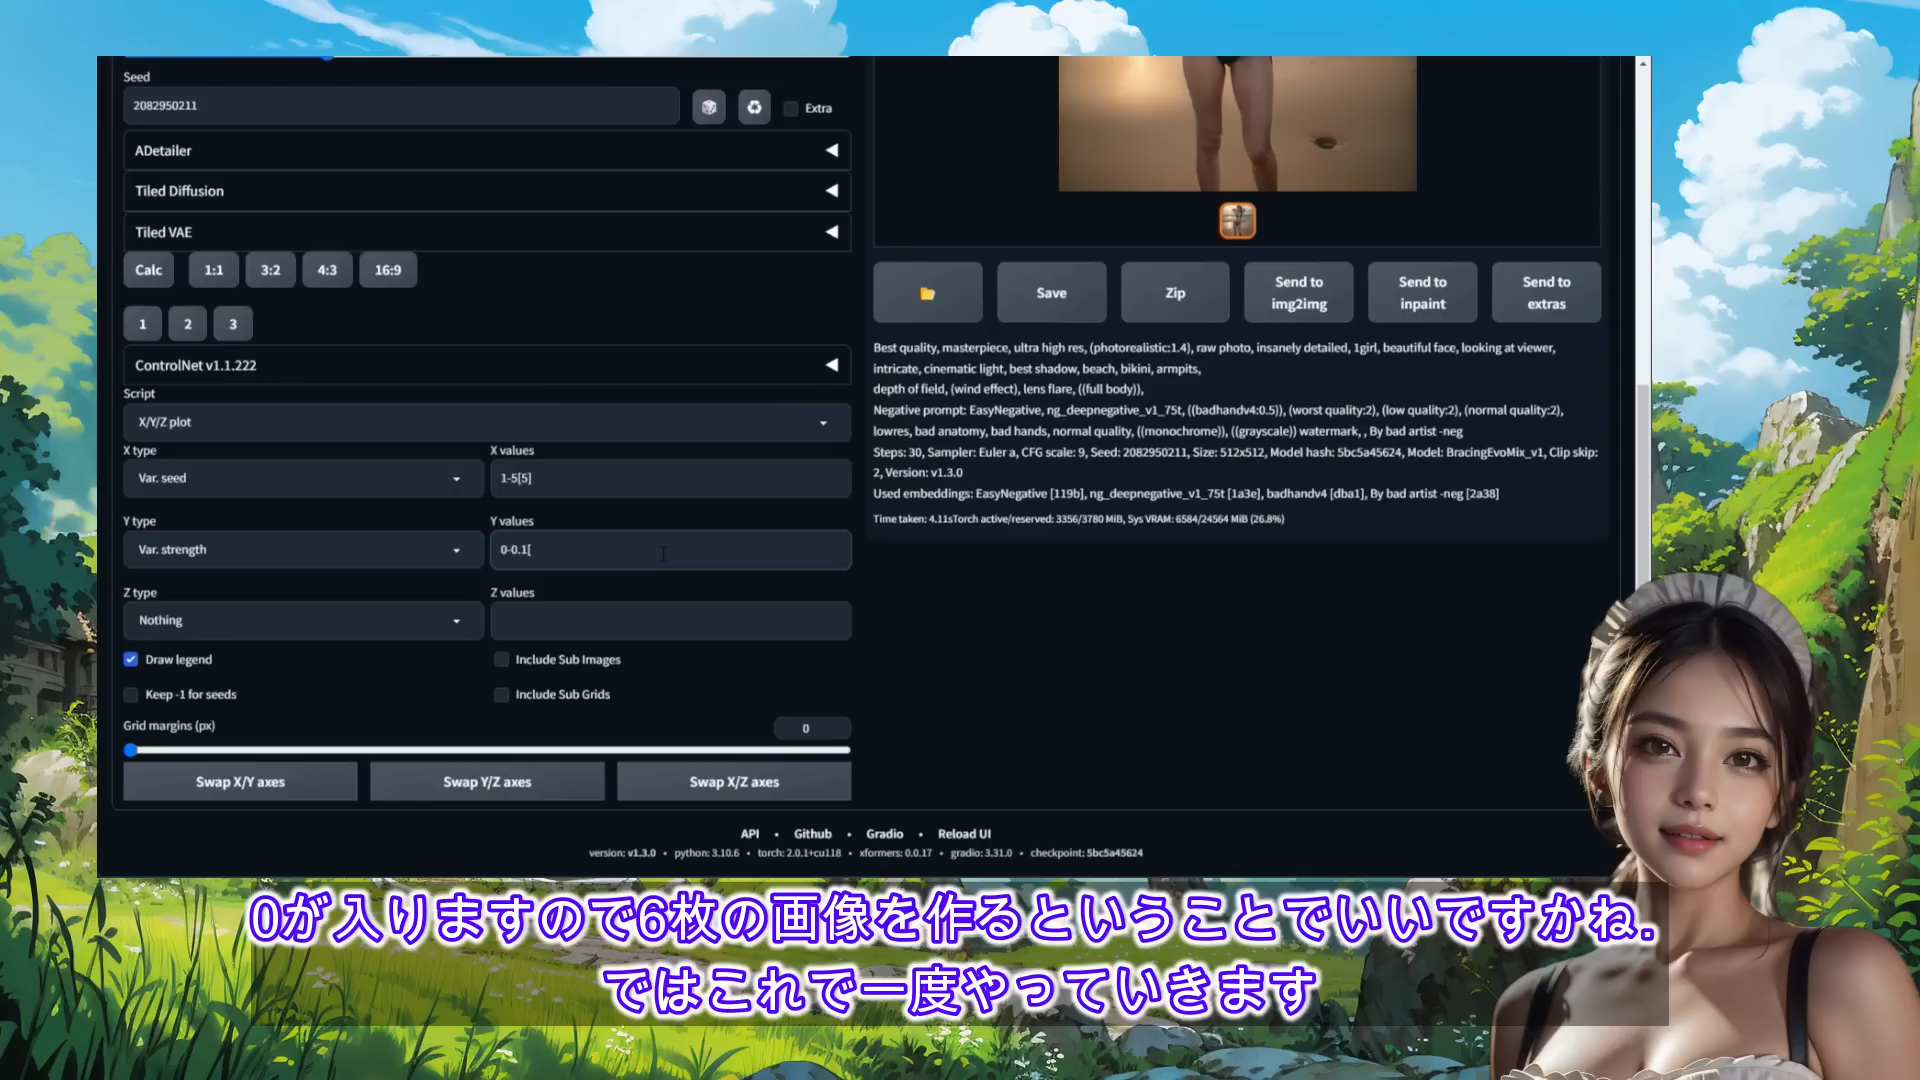 Seed
2082950211
Extra
ADetailer
Tiled Diffusion
Tiled VAE
Calc
1:1
3:2
4:3
16:9
1
2
3
ControlNet v1.1.222
Script
X/Y/Z plot
X type
X values
Var. seed
1-5[5]
Y type
Y values
Var. strength
0-0.1[
Z type
Z values
Nothing
Draw legend
Include Sub Images
Keep -1 for seeds
Include Sub Grids
Grid margins (px)
0
Swap X/Y axes
Swap Y/Z axes
Swap X/Z axes
Save
Zip
Send to
img2img
Send to
inpaint
Send to
extras
Best quality, masterpiece, ultra high res, (photorealistic:1.4), raw photo, insanely detailed, 1girl, beautiful face, looking at viewer,
intricate, cinematic light, best shadow, beach, bikini, armpits,
depth of field, (wind effect), lens flare, ((full body)),
Negative prompt: EasyNegative, ng_deepnegative_v1_75t, ((badhandv4:0.5)), (worst quality:2), (low quality:2), (normal quality:2),
lowres, bad anatomy, bad hands, normal quality, ((monochrome)), ((grayscale)) watermark, , By bad artist -neg
Steps: 30, Sampler: Euler a, CFG scale: 9, Seed: 2082950211, Size: 512x512, Model hash: 5bc5a45624, Model: BracingEvoMix_v1, Clip skip:
2, Version: v1.3.0
Used embeddings: EasyNegative [119b], ng_deepnegative_v1_75t [1a3e], badhandv4 [dba1], By bad artist -neg [2a38]
Time taken: 4.11sTorch active/reserved: 3356/3780 MiB, Sys VRAM: 6584/24564 MiB (26.8%)
API • Github • Gradio • Reload UI
version: v1.3.0 • python: 3.10.6 • torch: 2.0.1+cu118 • xformers: 0.0.17 • gradio: 3.31.0 • checkpoint: 5bc5a45624
0が入りますので6枚の画像を作るということでいいですかね.
ではこれで一度やっていきます